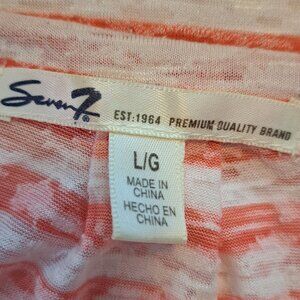 Seven7®
EST:1964 PREMIUM QUALITY BRAND
L/G
MADE IN
CHINA
HECHO EN
CHINA